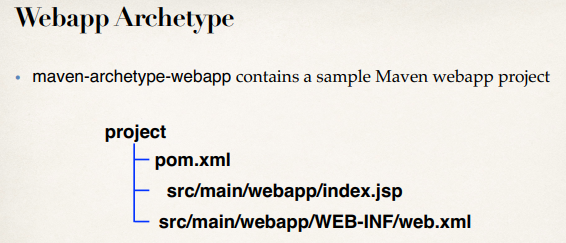 Webapp Archetype
• maven-archetype-webapp contains a sample Maven webapp project
project
pom.xml
src/main/webapp/index.jsp
src/main/webapp/WEB-INF/web.xml